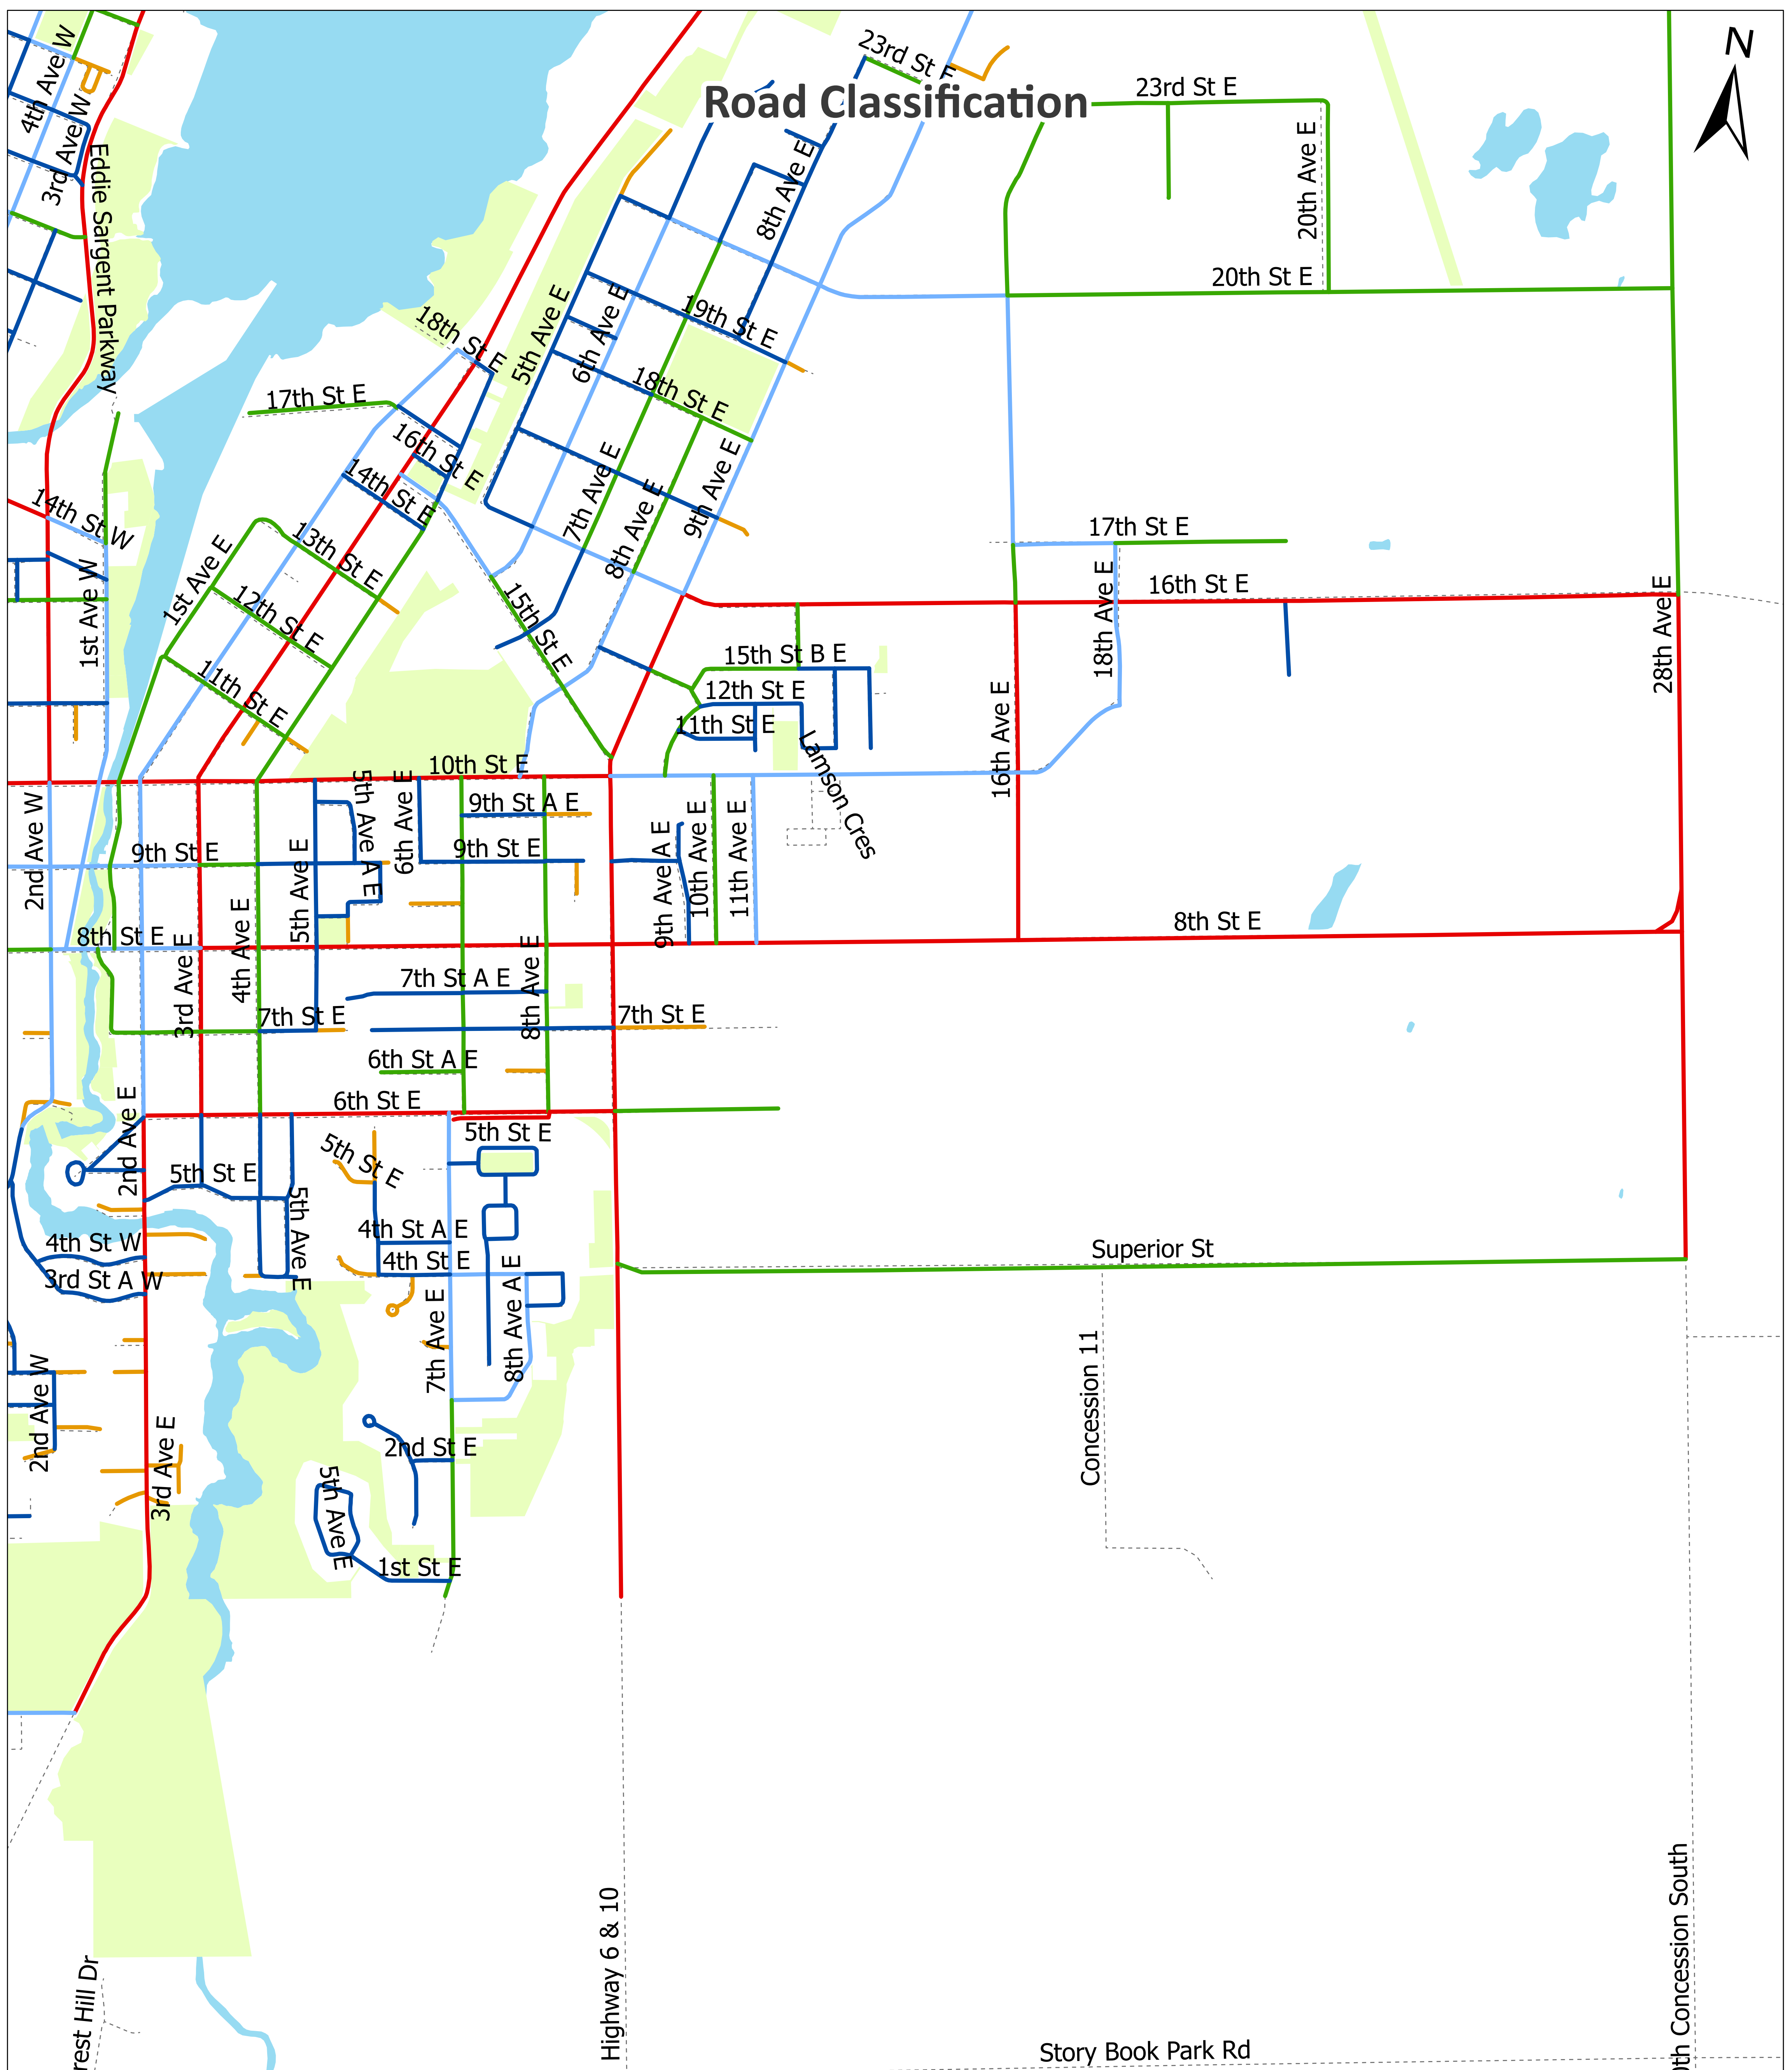 N
Road Classification
4th Ave W
3rd Ave W
Eddie Sargent Parkway
23rd St E
23rd St E
20th Ave E
20th St E
8th Ave E
18th St E
5th Ave E
6th Ave E
19th St E
18th St E
17th St E
16th St E
14th St E
14th St W
1st Ave W
1st Ave E
13th St E
12th St E
11th St E
15th St E
7th Ave E
8th Ave E
9th Ave E
17th St E
16th St E
18th Ave E
28th Ave E
16th Ave E
15th St B E
12th St E
11th St E
Lamson Cres
10th St E
2nd Ave W
9th St E
5th Ave E
5th Ave A E
6th Ave E
9th St A E
9th St E
9th Ave A E
10th Ave E
11th Ave E
8th St E
8th St E
3rd Ave E
4th Ave E
7th St A E
8th Ave E
7th St E
7th St E
6th St A E
6th St E
2nd Ave E
5th St E
5th St E
5th St E
5th Ave E
4th St W
3rd St A W
4th St A E
4th St E
7th Ave E
8th Ave A E
Superior St
Concession 11
2nd Ave W
3rd Ave E
2nd St E
5th Ave E
1st St E
Highway 6 & 10
Concession South
Hill Dr
Story Book Park Rd